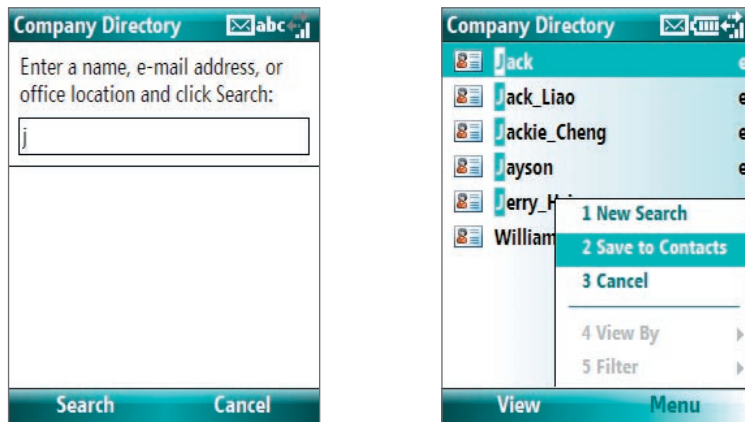 Company Directory abc
Enter a name, e-mail address, or
office location and click Search:
j
Search Cancel
Company Directory
Jack e
Jack_Liao e
Jackie_Cheng e
Jayson e
William
1 New Search
2 Save to Contacts
3 Cancel
4 View By
5 Filter
View Menu